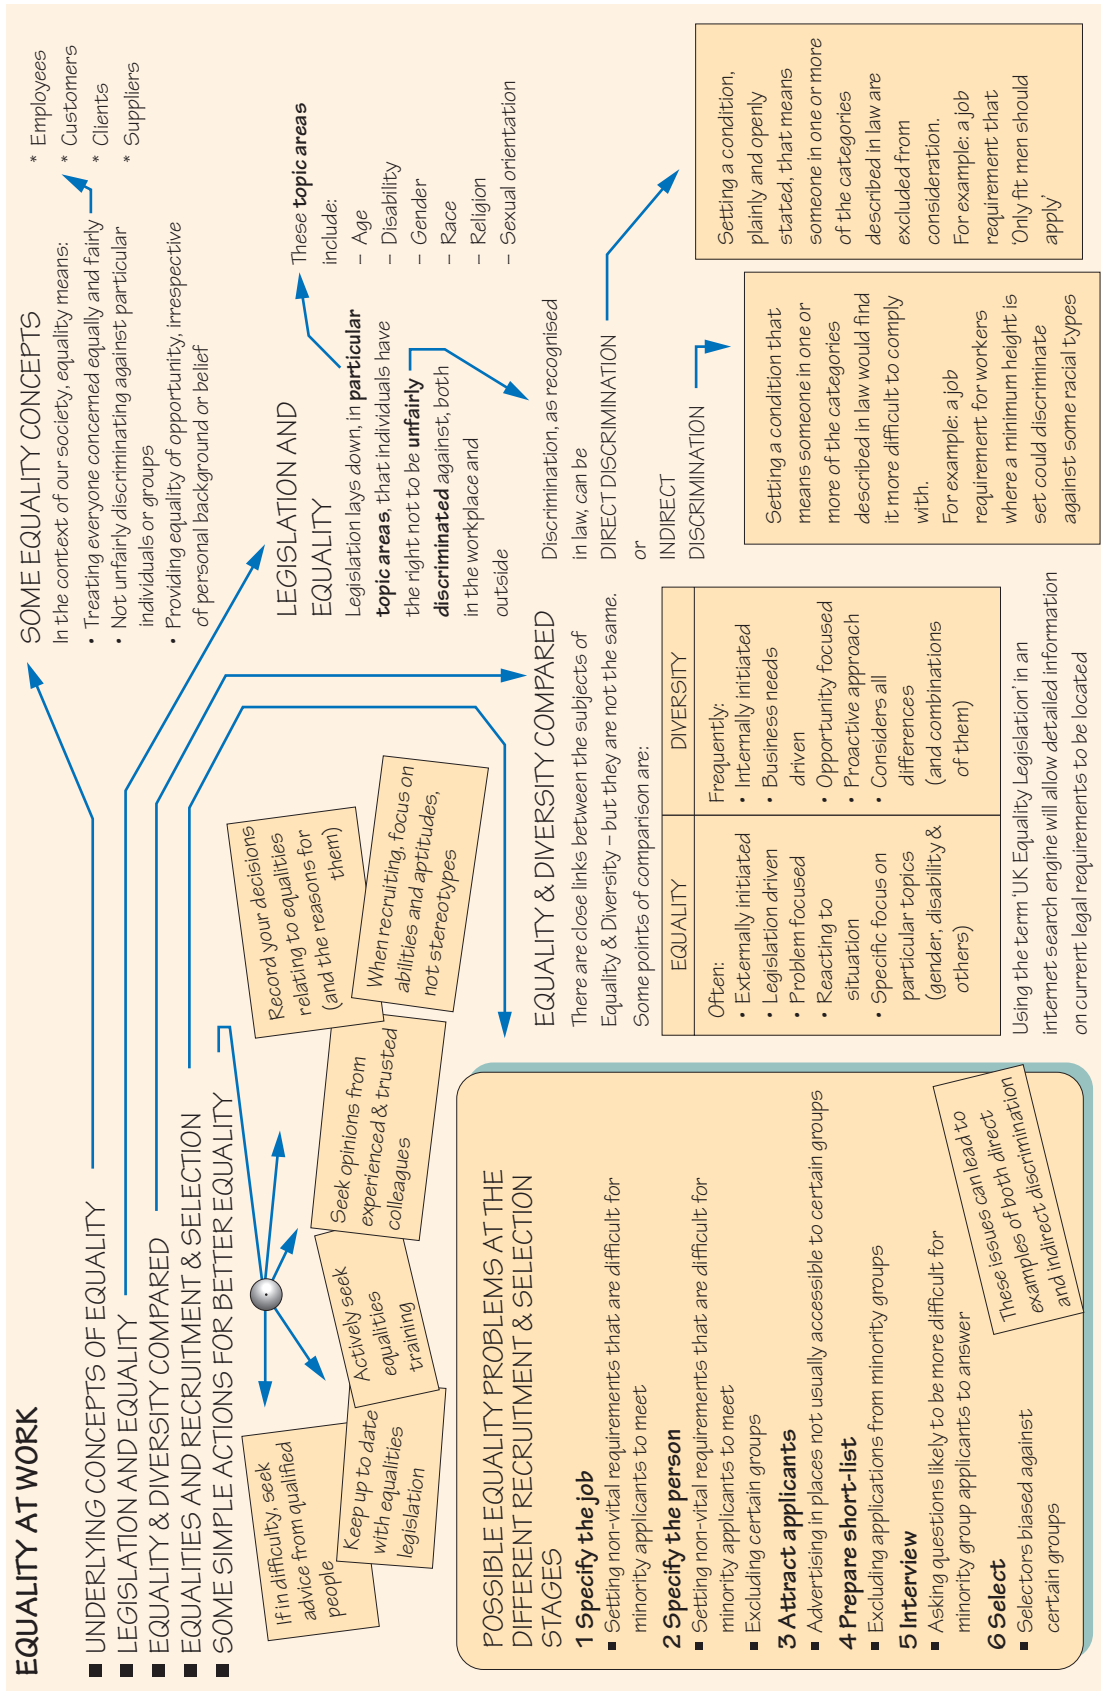 EQUALITY AT WORK
■ UNDERLYING CONCEPTS OF EQUALITY
■ LEGISLATION AND EQUALITY
■ EQUALITY & DIVERSITY COMPARED
■ EQUALITIES AND RECRUITMENT & SELECTION
■ SOME SIMPLE ACTIONS FOR BETTER EQUALITY
If in difficulty, seek
advice from qualified
people
Keep up to date
with equalities
legislation
Actively seek
equalities
training
Seek opinions from
experienced & trusted
colleagues
Record your decisions
relating to equalities
(and the reasons for
them)
When recruiting, focus on
abilities and aptitudes,
not stereotypes
SOME EQUALITY CONCEPTS
In the context of our society, equality means:
• Treating everyone concerned equally and fairly
• Not unfairly discriminating against particular
individuals or groups
• Providing equality of opportunity, irrespective
of personal background or belief
* Employees
* Customers
* Clients
* Suppliers
LEGISLATION AND
EQUALITY
Legislation lays down, in particular
topic areas, that individuals have
the right not to be unfairly
discriminated against, both
in the workplace and
outside
These topic areas
include:
– Age
– Disability
– Gender
– Race
– Religion
– Sexual orientation
Discrimination, as recognised
in law, can be
DIRECT DISCRIMINATION
or
INDIRECT
DISCRIMINATION
Setting a condition,
plainly and openly
stated, that means
someone in one or more
of the categories
described in law are
excluded from
consideration.
For example: a job
requirement that
'Only fit men should
apply'
Setting a condition that
means someone in one or
more of the categories
described in law would find
it more difficult to comply
with.
For example: a job
requirement for workers
where a minimum height is
set could discriminate
against some racial types
EQUALITY & DIVERSITY COMPARED
There are close links between the subjects of
Equality & Diversity – but they are not the same.
Some points of comparison are:
EQUALITY
Often:
• Externally initiated
• Legislation driven
• Problem focused
• Reacting to
situation
• Specific focus on
particular topics
(gender, disability &
others)
DIVERSITY
Frequently:
• Internally initiated
• Business needs
driven
• Opportunity focused
• Proactive approach
• Considers all
differences
(and combinations
of them)
Using the term 'UK Equality Legislation' in an
internet search engine will allow detailed information
on current legal requirements to be located
POSSIBLE EQUALITY PROBLEMS AT THE
DIFFERENT RECRUITMENT & SELECTION
STAGES
1 Specify the job
■ Setting non-vital requirements that are difficult for
minority applicants to meet
2 Specify the person
■ Setting non-vital requirements that are difficult for
minority applicants to meet
■ Excluding certain groups
3 Attract applicants
■ Advertising in places not usually accessible to certain groups
4 Prepare short-list
■ Excluding applications from minority groups
5 Interview
■ Asking questions likely to be more difficult for
minority group applicants to answer
6 Select
■ Selectors biased against
certain groups
These issues can lead to
examples of both direct
and indirect discrimination